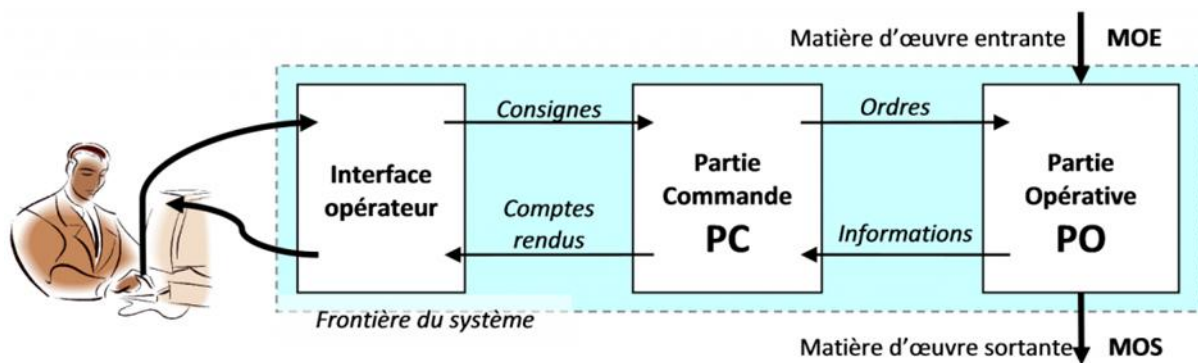 Matière d'œuvre entrante MOE
Interface
opérateur
Consignes
Comptes
rendus
Partie
Commande
PC
Ordres
Informations
Partie
Opérative
PO
Frontière du système
Matière d'œuvre sortante MOS